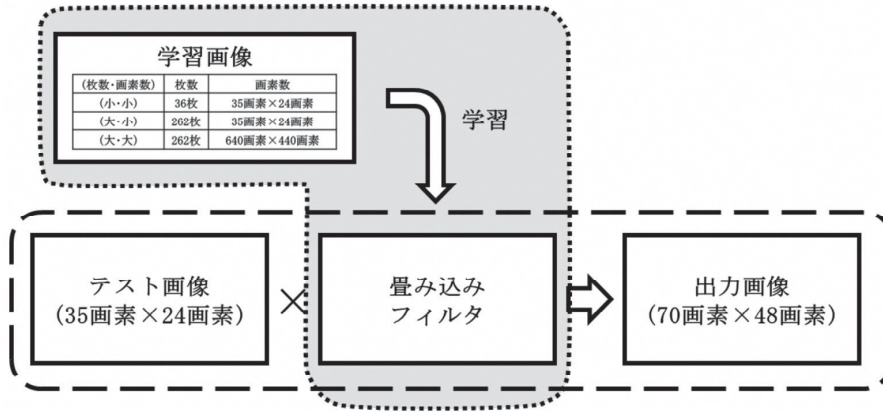 学習画像
(枚数・画素数) 枚数 画素数
(小・小) 36枚 35画素×24画素
(大・小) 262枚 35画素×24画素
(大・大) 262枚 640画素×440画素
学習
テスト画像
(35画素×24画素)
×
畳み込み
フィルタ
出力画像
(70画素×48画素)